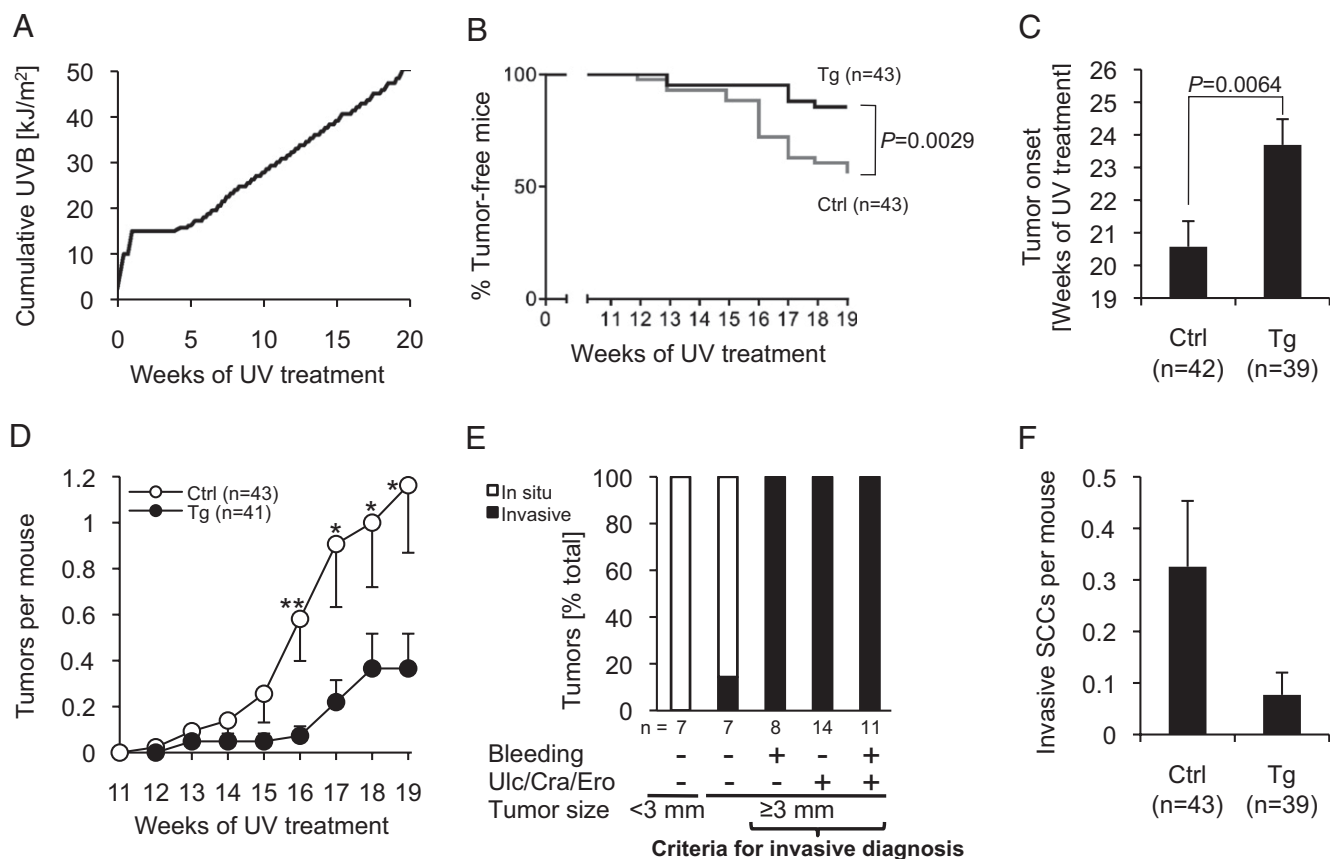 A
Cumulative UVB [kJ/m²]
50
40
30
20
10
0
0 5 10 15 20
Weeks of UV treatment
B
% Tumor-free mice
100
50
0
0 11 12 13 14 15 16 17 18 19
Weeks of UV treatment
Tg (n=43)
P=0.0029
Ctrl (n=43)
C
Tumor onset
[Weeks of UV treatment]
26
25
24
23
22
21
20
19
P=0.0064
Ctrl Tg
(n=42) (n=39)
D
Tumors per mouse
1.2
1
0.8
0.6
0.4
0.2
0
Ctrl (n=43)
Tg (n=41)
** * * *
11 12 13 14 15 16 17 18 19
Weeks of UV treatment
E
In situ
Invasive
Tumors [% total]
100
80
60
40
20
0
n = 7 7 8 14 11
Bleeding - - + - +
Ulc/Cra/Ero - - - + +
Tumor size <3 mm ≥3 mm
Criteria for invasive diagnosis
F
Invasive SCCs per mouse
0.5
0.4
0.3
0.2
0.1
0
Ctrl Tg
(n=43) (n=39)